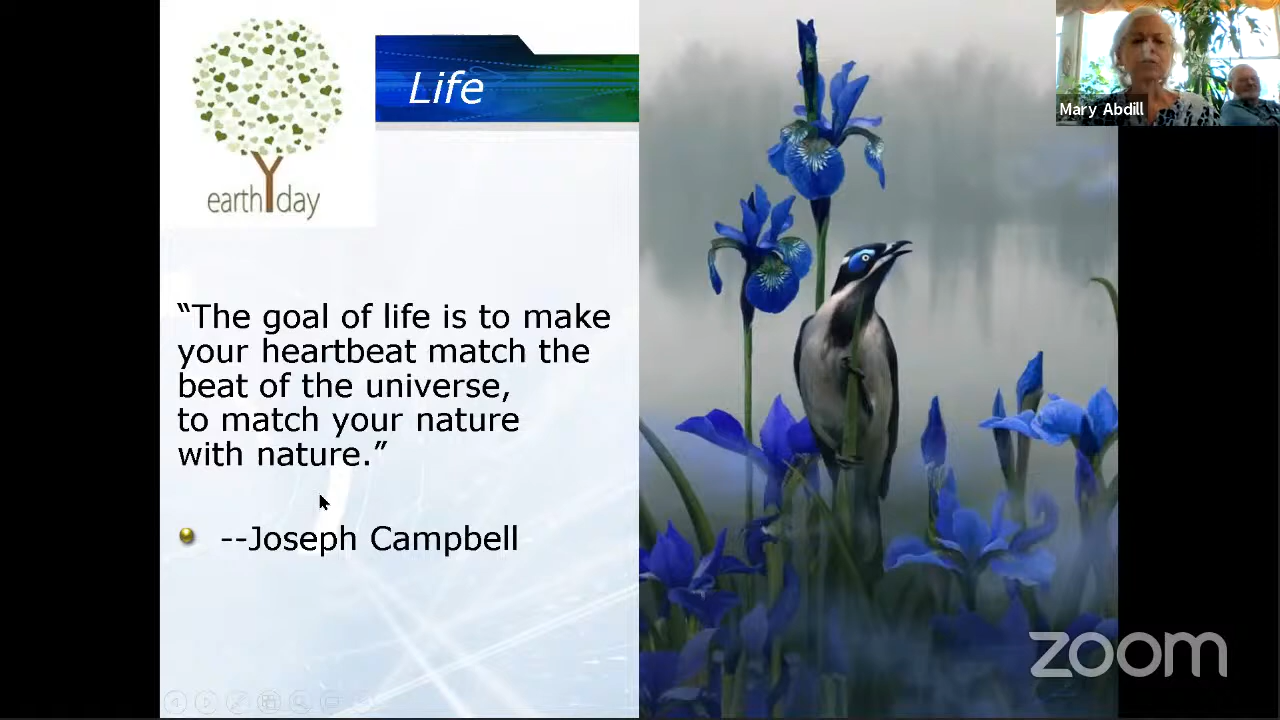 earth day
Life
Mary Abdill
“The goal of life is to make
your heartbeat match the
beat of the universe,
to match your nature
with nature.”
--Joseph Campbell
zoom